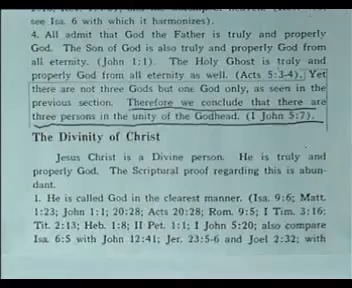 see Isa. 6 with which it harmonizes).
4. All admit that God the Father is truly and properly
God. The Son of God is also truly and properly God from
all eternity. (John 1:1). The Holy Ghost is truly and
properly God from all eternity as well. (Acts 5:3-4). Yet
there are not three Gods but one God only, as seen in the
previous section. Therefore we conclude that there are
three persons in the unity of the Godhead. (I John 5:7).
The Divinity of Christ
Jesus Christ is a Divine person. He is truly and
properly God. The Scriptural proof regarding this is abun-
dant.
1. He is called God in the clearest manner. (Isa. 9:6; Matt.
1:23; John 1:1; 20:28; Acts 20:28; Rom. 9:5; I Tim. 3:16;
Tit. 2:13; Heb. 1:8; II Pet. 1:1; I John 5:20; also compare
Isa. 6:5 with John 12:41; Jer. 23:5-6 and Joel 2:32; with